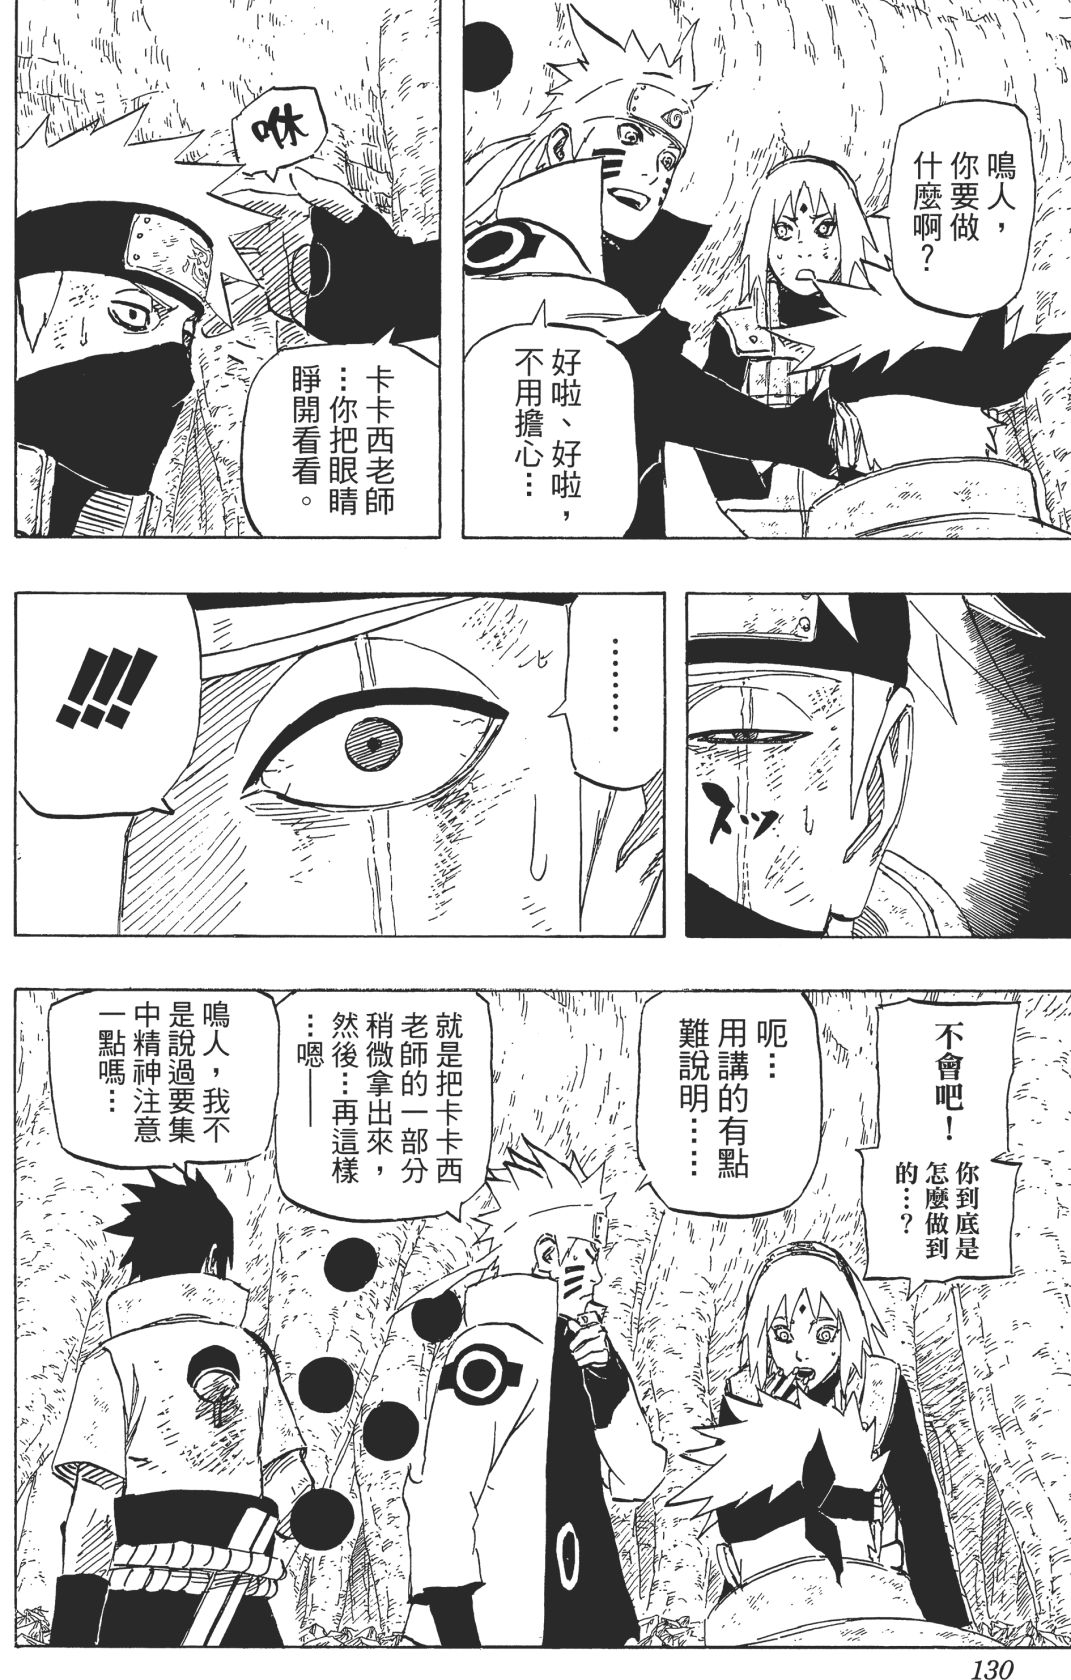 鳴人，
你要做
什麼啊？
好啦、好啦，
不用擔心…
咻
卡卡西老師
…你把眼睛
睜開看看。
スッ
………
!!!
不會吧！
你到底是
怎麼做到
的…？
呃…
用講的有點
難說明……
就是把卡卡西
老師的一部分
稍微拿出來，
然後…再這樣
…嗯——
鳴人，我不
是說過要集
中精神注意
一點嗎…
130